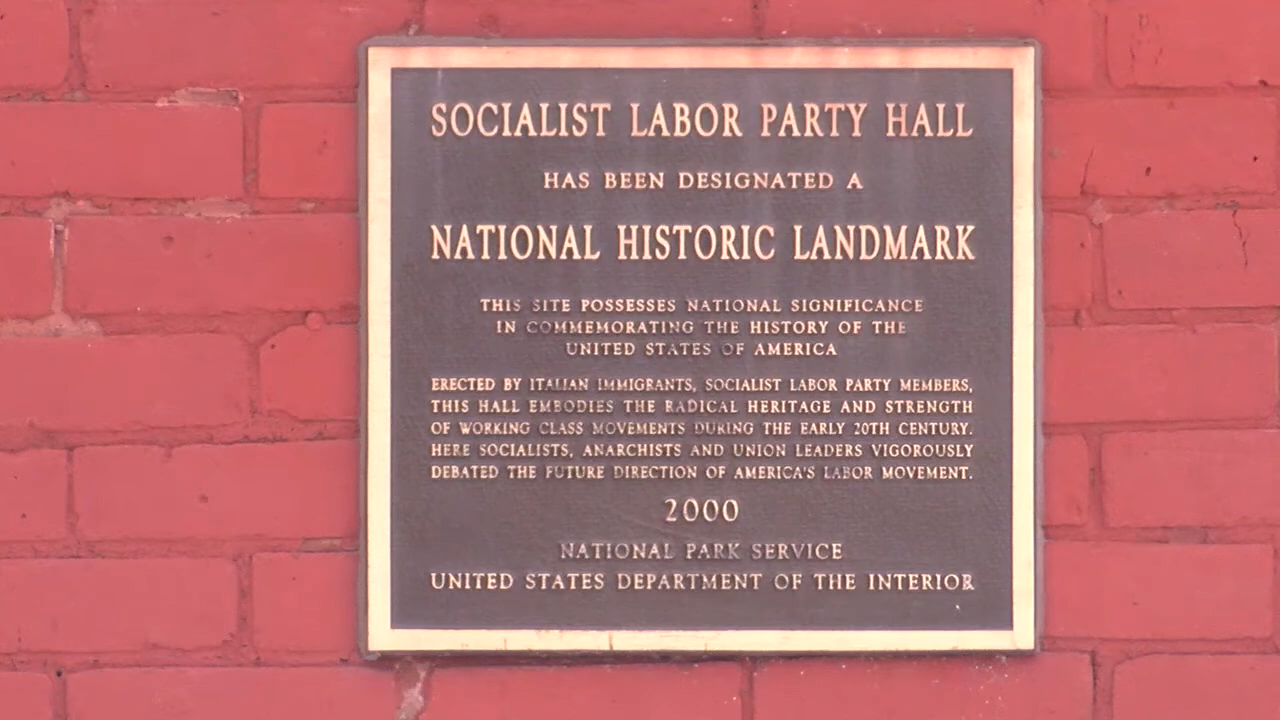 SOCIALIST LABOR PARTY HALL
HAS BEEN DESIGNATED A
NATIONAL HISTORIC LANDMARK
THIS SITE POSSESSES NATIONAL SIGNIFICANCE
IN COMMEMORATING THE HISTORY OF THE
UNITED STATES OF AMERICA
ERECTED BY ITALIAN IMMIGRANTS, SOCIALIST LABOR PARTY MEMBERS,
THIS HALL EMBODIES THE RADICAL HERITAGE AND STRENGTH
OF WORKING CLASS MOVEMENTS DURING THE EARLY 20TH CENTURY.
HERE SOCIALISTS, ANARCHISTS AND UNION LEADERS VIGOROUSLY
DEBATED THE FUTURE DIRECTION OF AMERICA'S LABOR MOVEMENT.
2000
NATIONAL PARK SERVICE
UNITED STATES DEPARTMENT OF THE INTERIOR